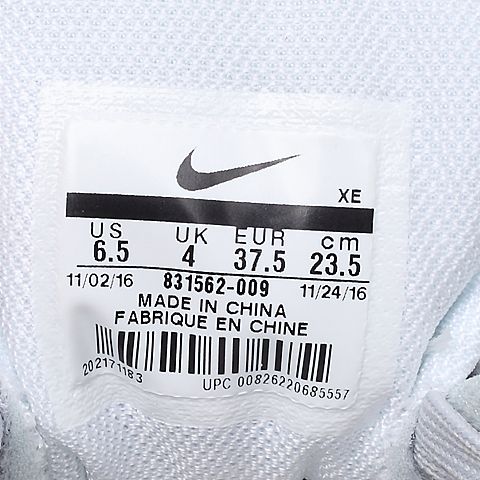 XE
US UK EUR cm
6.5 4 37.5 23.5
11/02/16 831562-009 11/24/16
MADE IN CHINA
FABRIQUE EN CHINE
202171183 UPC 00826220685557